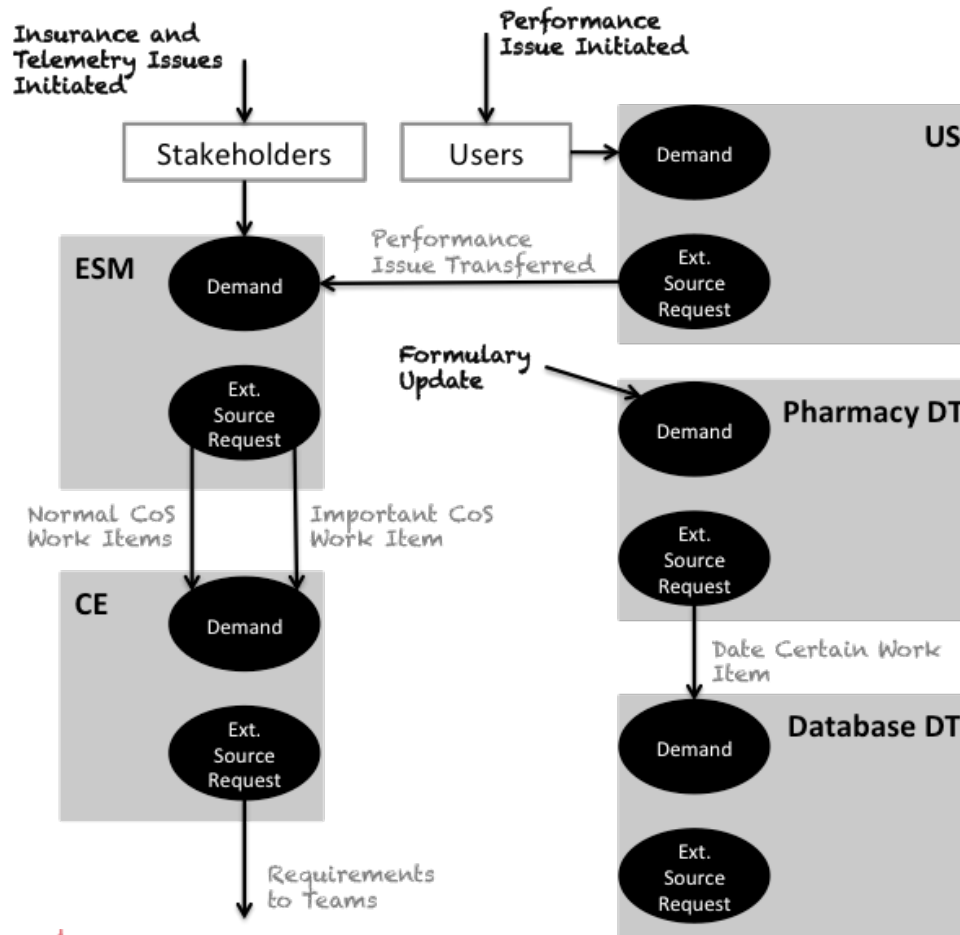 Insurance and
Telemetry Issues
Initiated
Performance
Issue Initiated
Stakeholders
Users
Demand
US
ESM
Demand
Performance
Issue Transferred
Ext.
Source
Request
Formulary
Update
Ext.
Source
Request
Demand
Pharmacy DT
Normal CoS
Work Items
Important CoS
Work Item
Ext.
Source
Request
CE
Demand
Date Certain Work
Item
Demand
Database DT
Ext.
Source
Request
Requirements
to Teams
Ext.
Source
Request